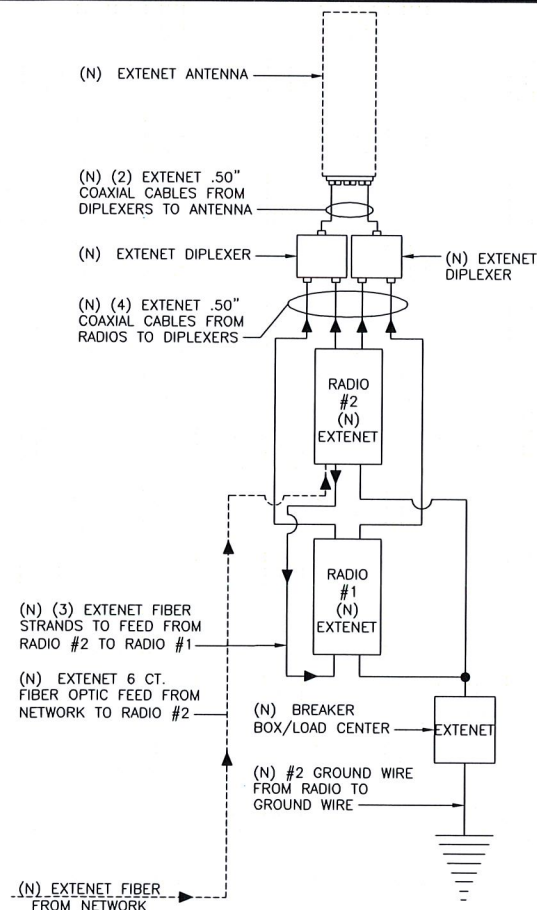 (N) EXTENET ANTENNA
(N) (2) EXTENET .50"
COAXIAL CABLES FROM
DIPLEXERS TO ANTENNA
(N) EXTENET DIPLEXER
(N) EXTENET
DIPLEXER
(N) (4) EXTENET .50"
COAXIAL CABLES FROM
RADIOS TO DIPLEXERS
RADIO
#2
(N)
EXTENET
RADIO
#1
(N)
EXTENET
(N) (3) EXTENET FIBER
STRANDS TO FEED FROM
RADIO #2 TO RADIO #1
(N) EXTENET 6 CT.
FIBER OPTIC FEED FROM
NETWORK TO RADIO #2
(N) BREAKER
BOX/LOAD CENTER
EXTENET
(N) #2 GROUND WIRE
FROM RADIO TO
GROUND WIRE
(N) EXTENET FIBER
FROM NETWORK